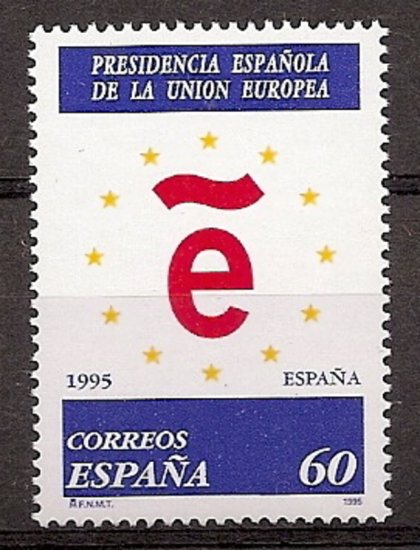 PRESIDENCIA ESPAÑOLA
DE LA UNION EUROPEA
ẽ
1995 ESPAÑA
CORREOS
ESPAÑA 60
F.N.M.T. 1995